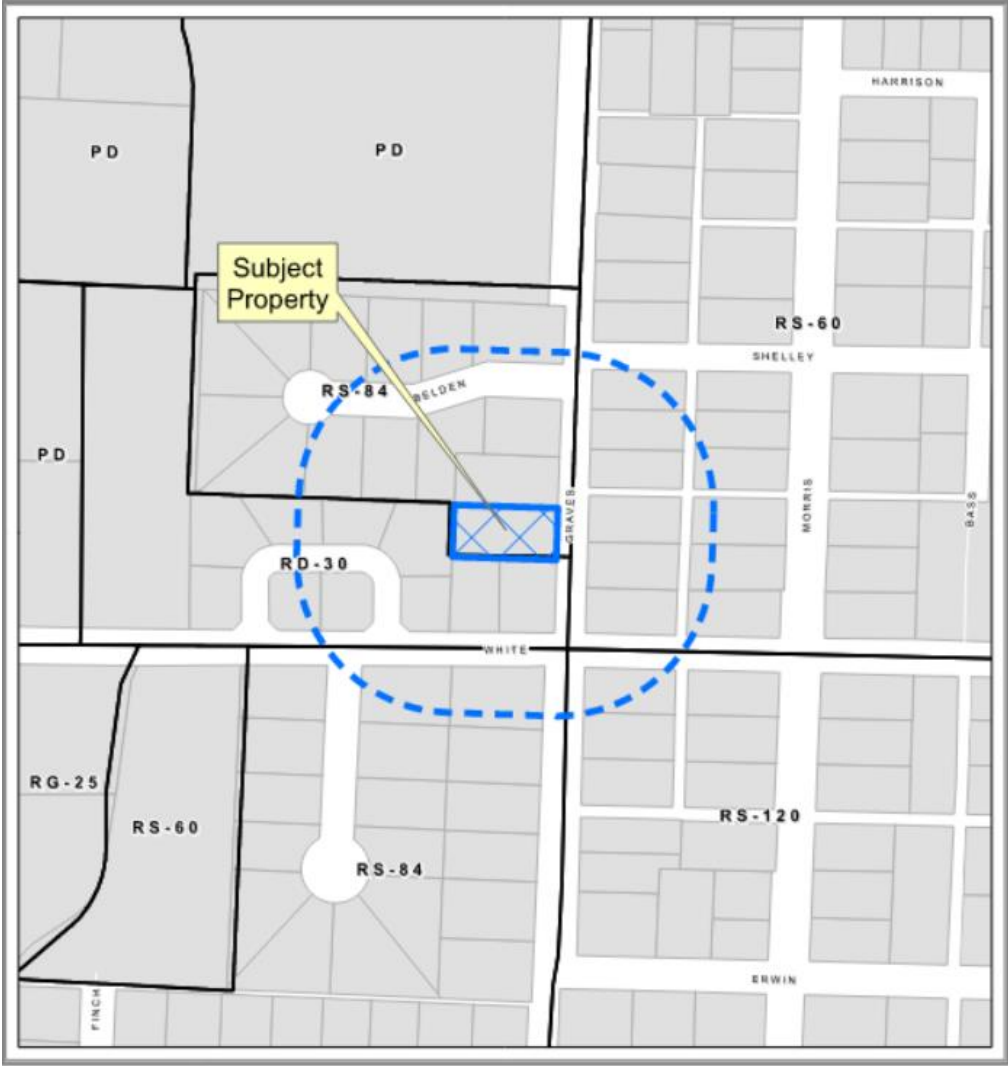 HARRISON
PD
PD
Subject
Property
RS-60
SHELLEY
RS-84
BELDEN
PD
GRAVES
MORRIS
BASS
RD-30
WHITE
RG-25
RS-60
RS-120
RS-84
ERWIN
FINCH